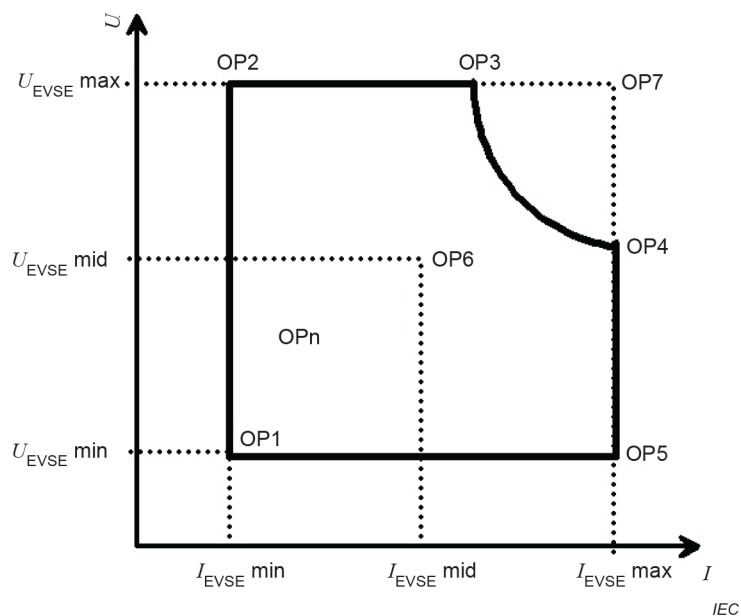 U
OP2
OP3
U_EVSE max
OP7
OP4
U_EVSE mid
OP6
OPn
OP1
U_EVSE min
OP5
I_EVSE min
I_EVSE mid
I_EVSE max
I
IEC